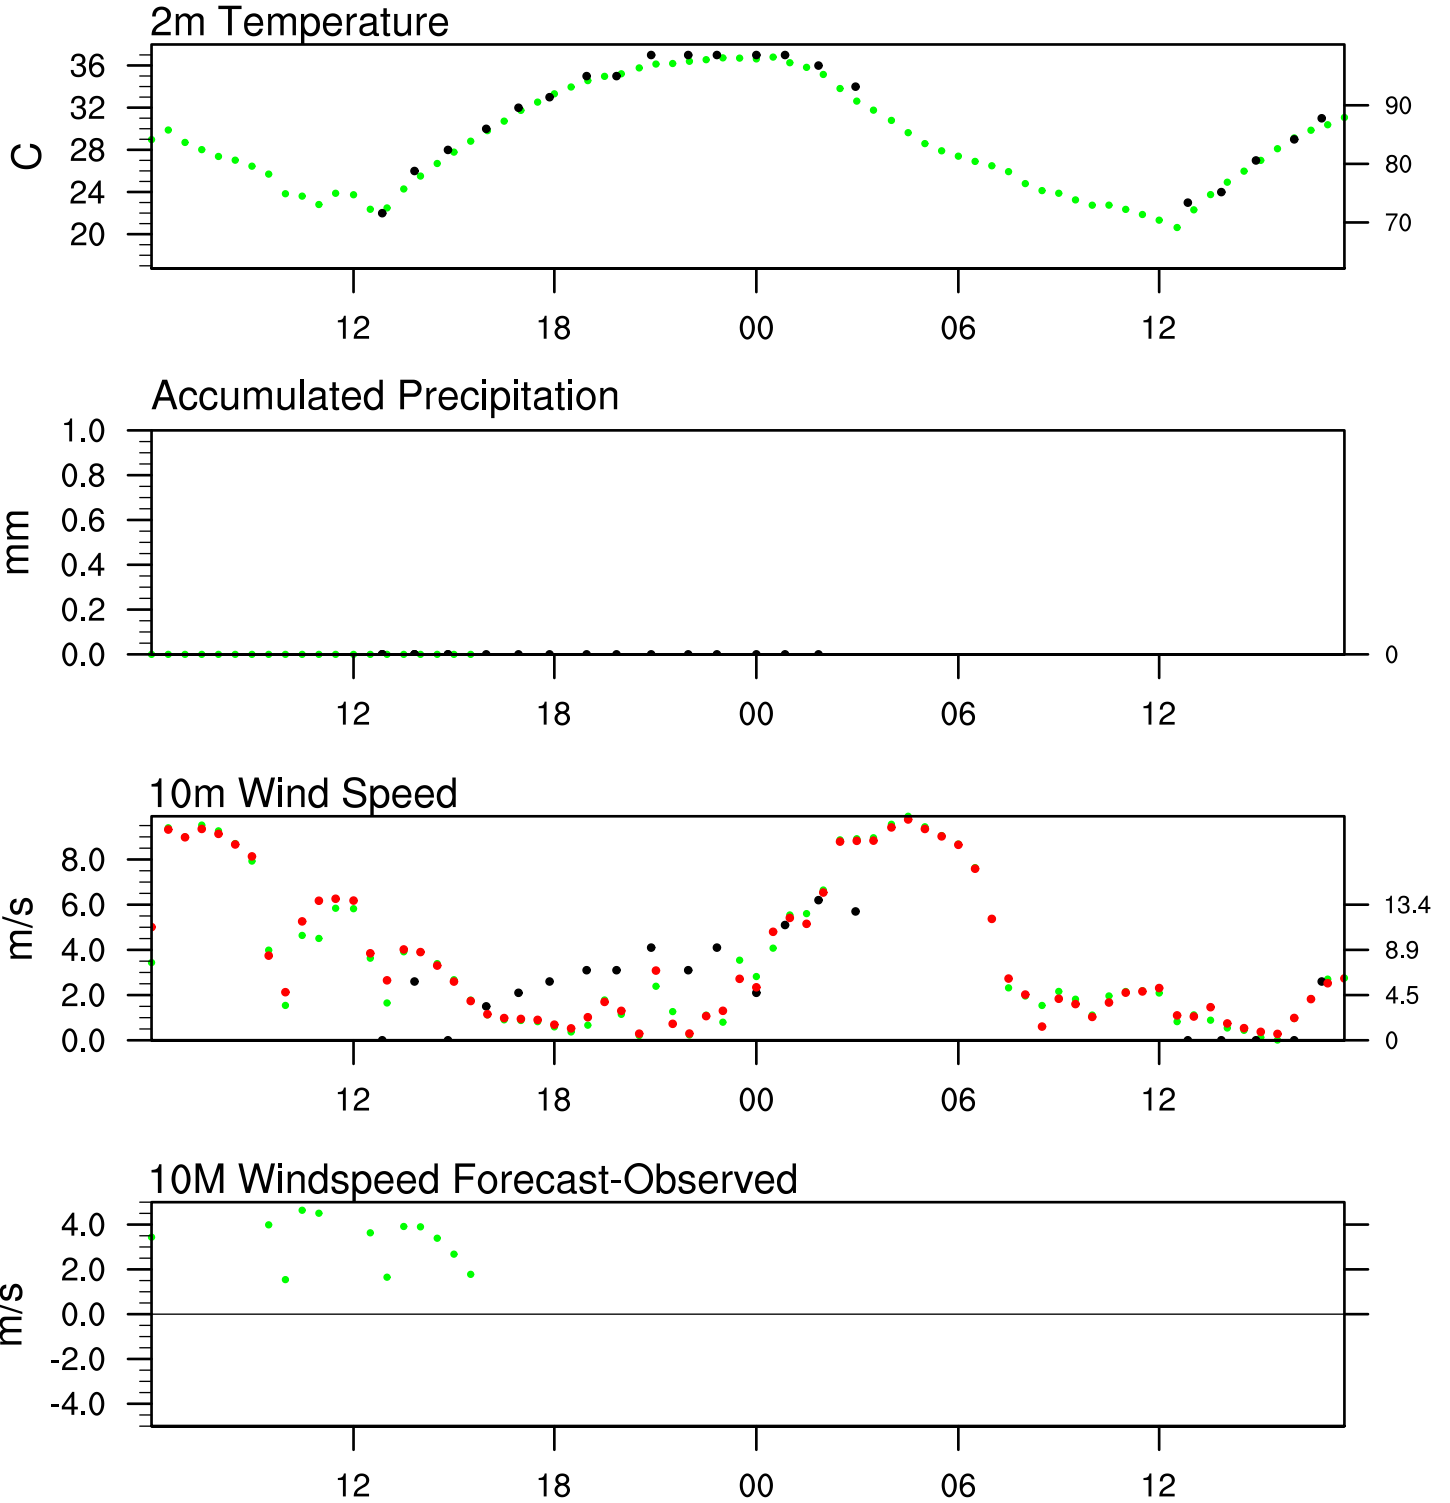 2m Temperature
36
32
28
24
20
C
90
80
70
12 18 00 06 12
Accumulated Precipitation
1.0
0.8
0.6
0.4
0.2
0.0
mm
0
12 18 00 06 12
10m Wind Speed
8.0
6.0
4.0
2.0
0.0
m/s
13.4
8.9
4.5
0
12 18 00 06 12
10M Windspeed Forecast-Observed
4.0
2.0
0.0
-2.0
-4.0
m/s
12 18 00 06 12